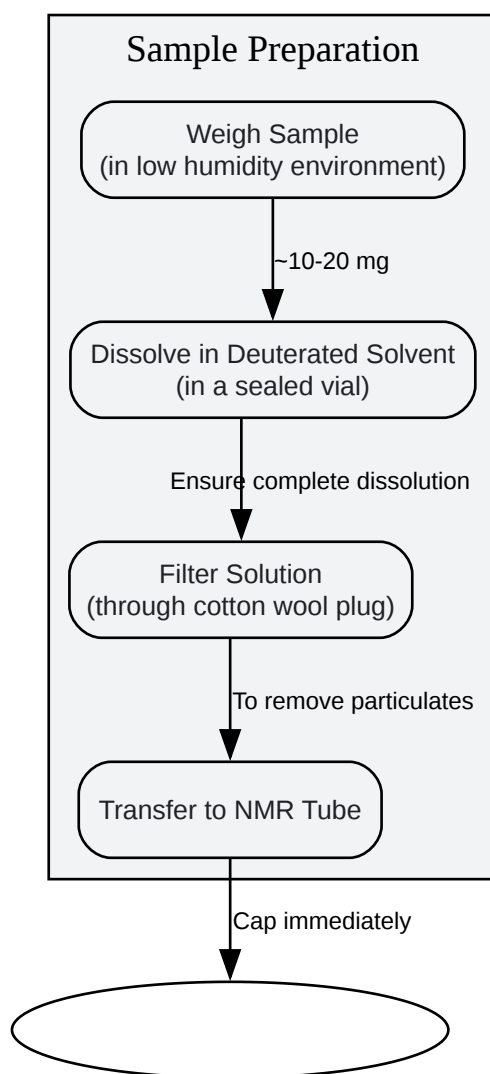 Sample Preparation
Weigh Sample
(in low humidity environment)
~10-20 mg
Dissolve in Deuterated Solvent
(in a sealed vial)
Ensure complete dissolution
Filter Solution
(through cotton wool plug)
To remove particulates
Transfer to NMR Tube
Cap immediately